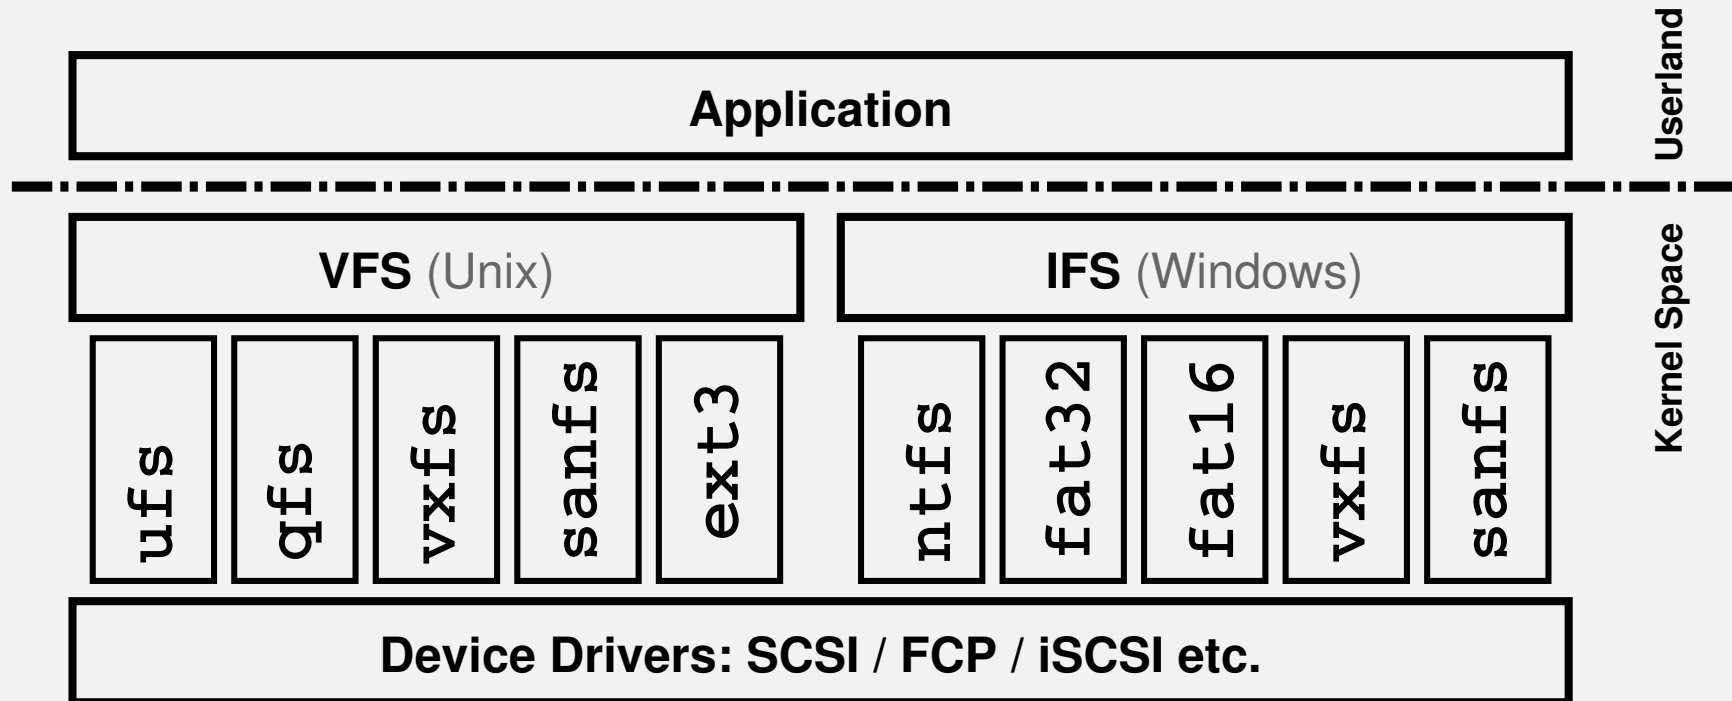 Userland
Application
VFS (Unix)
IFS (Windows)
Kernel Space
ufs
qfs
vxfs
sanfs
ext3
ntfs
fat32
fat16
vxfs
sanfs
Device Drivers: SCSI / FCP / iSCSI etc.